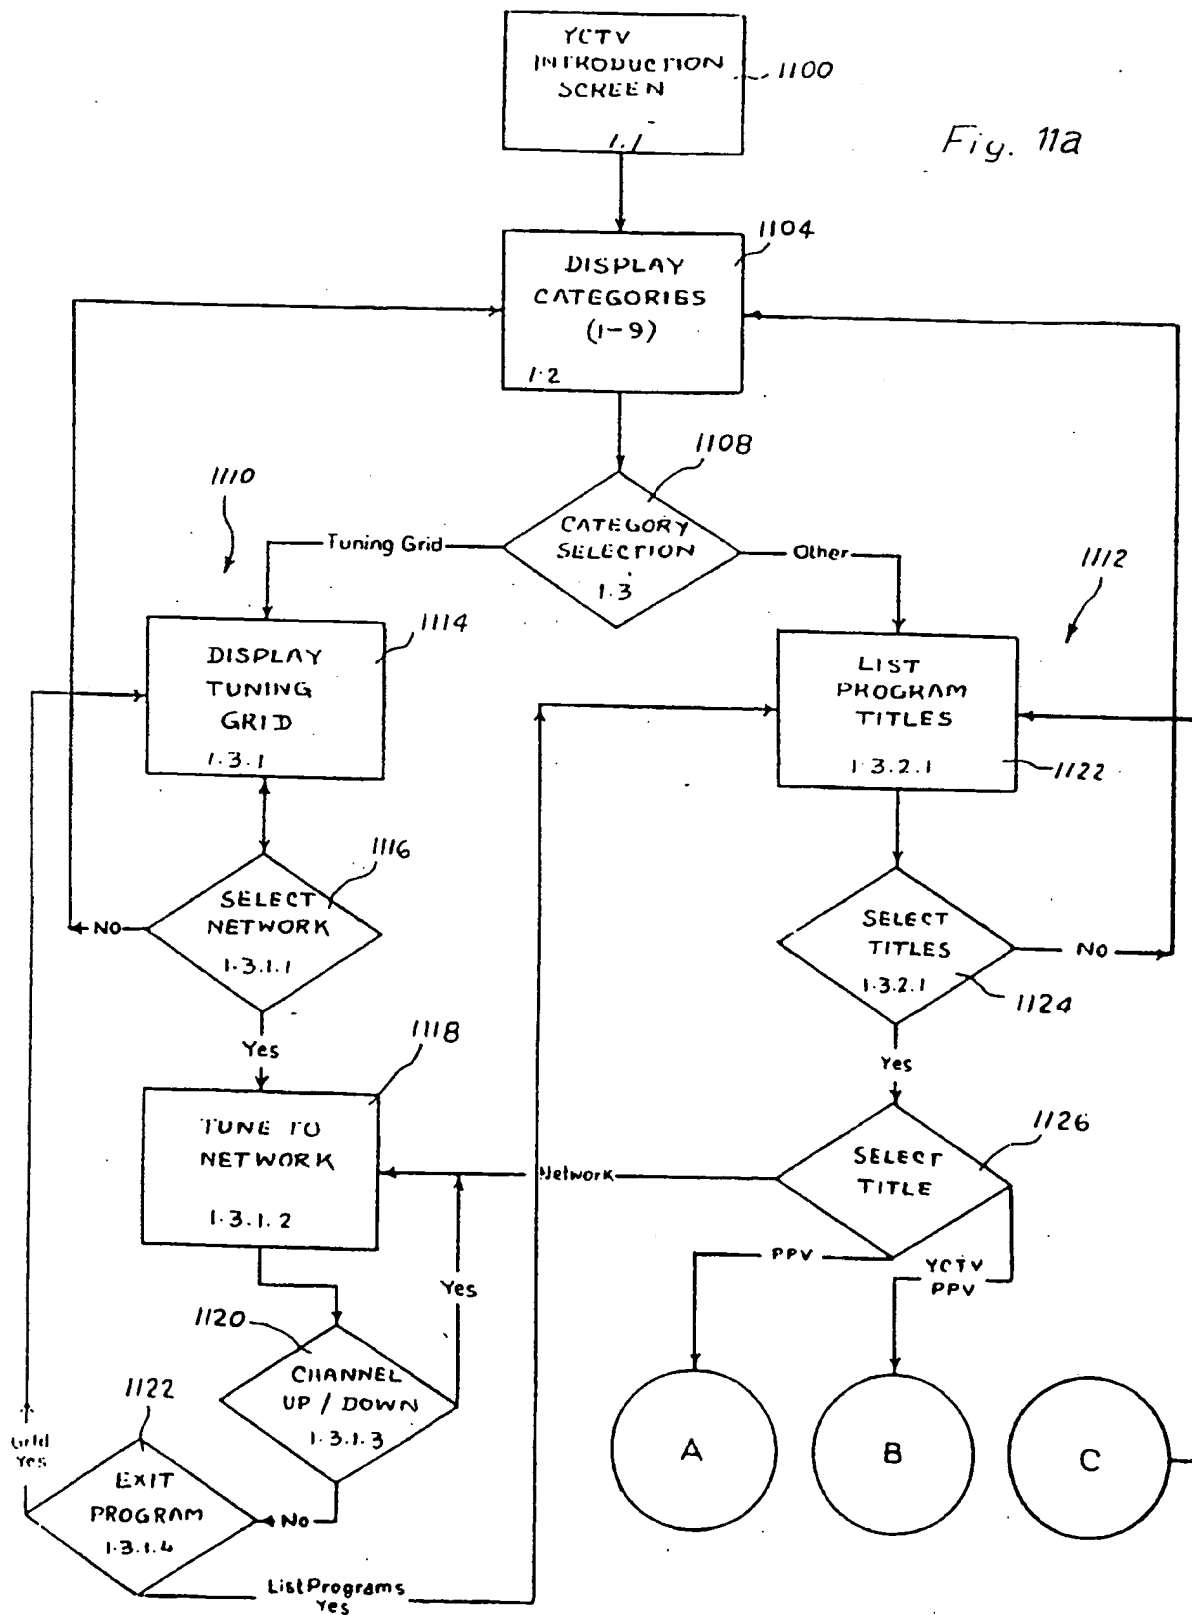 YCTV
INTRODUCTION
SCREEN
1.1
1100
Fig. 11a
1104
DISPLAY
CATEGORIES
(1-9)
1.2
1108
1110
CATEGORY
SELECTION
1.3
Tuning Grid
Other
1112
1114
DISPLAY
TUNING
GRID
1.3.1
LIST
PROGRAM
TITLES
1.3.2.1
1122
1116
SELECT
NETWORK
1.3.1.1
NO
SELECT
TITLES
1.3.2.1
NO
1124
Yes
Yes
1118
TUNE TO
NETWORK
1.3.1.2
1126
SELECT
TITLE
Network
PPV
YCTV
PPV
Yes
1120
CHANNEL
UP / DOWN
1.3.1.3
1122
Grid
Yes
EXIT
PROGRAM
1.3.1.4
No
A
B
C
List Programs
Yes